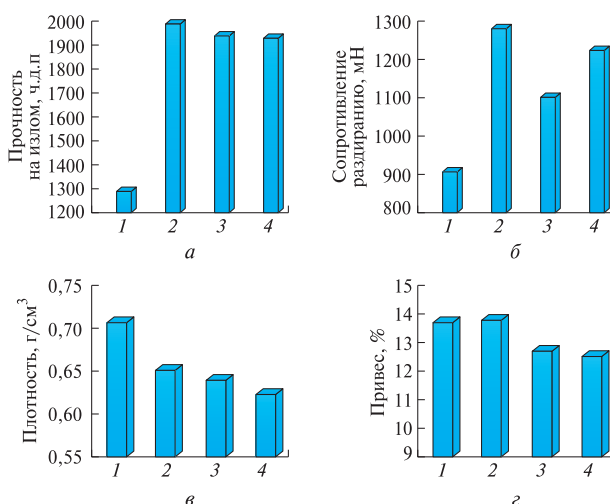 Прочность
на излом, ч.д.п
2000
1900
1800
1700
1600
1500
1400
1300
1200
1 2 3 4
а
Сопротивление
раздиранию, мН
1300
1200
1100
1000
900
800
1 2 3 4
б
Плотность, г/см³
0,75
0,70
0,65
0,60
0,55
1 2 3 4
в
Привес, %
15
14
13
12
11
10
9
1 2 3 4
г